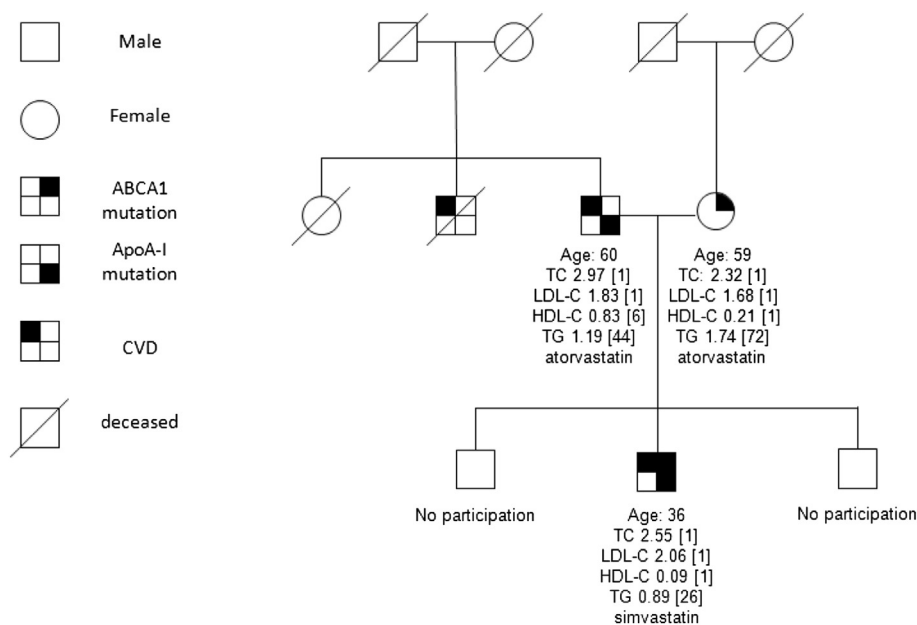 Male
Female
ABCA1
mutation
ApoA-I
mutation
CVD
deceased
Age: 60
TC 2.97 [1]
LDL-C 1.83 [1]
HDL-C 0.83 [6]
TG 1.19 [44]
atorvastatin
Age: 59
TC: 2.32 [1]
LDL-C 1.68 [1]
HDL-C 0.21 [1]
TG 1.74 [72]
atorvastatin
No participation
Age: 36
TC 2.55 [1]
LDL-C 2.06 [1]
HDL-C 0.09 [1]
TG 0.89 [26]
simvastatin
No participation